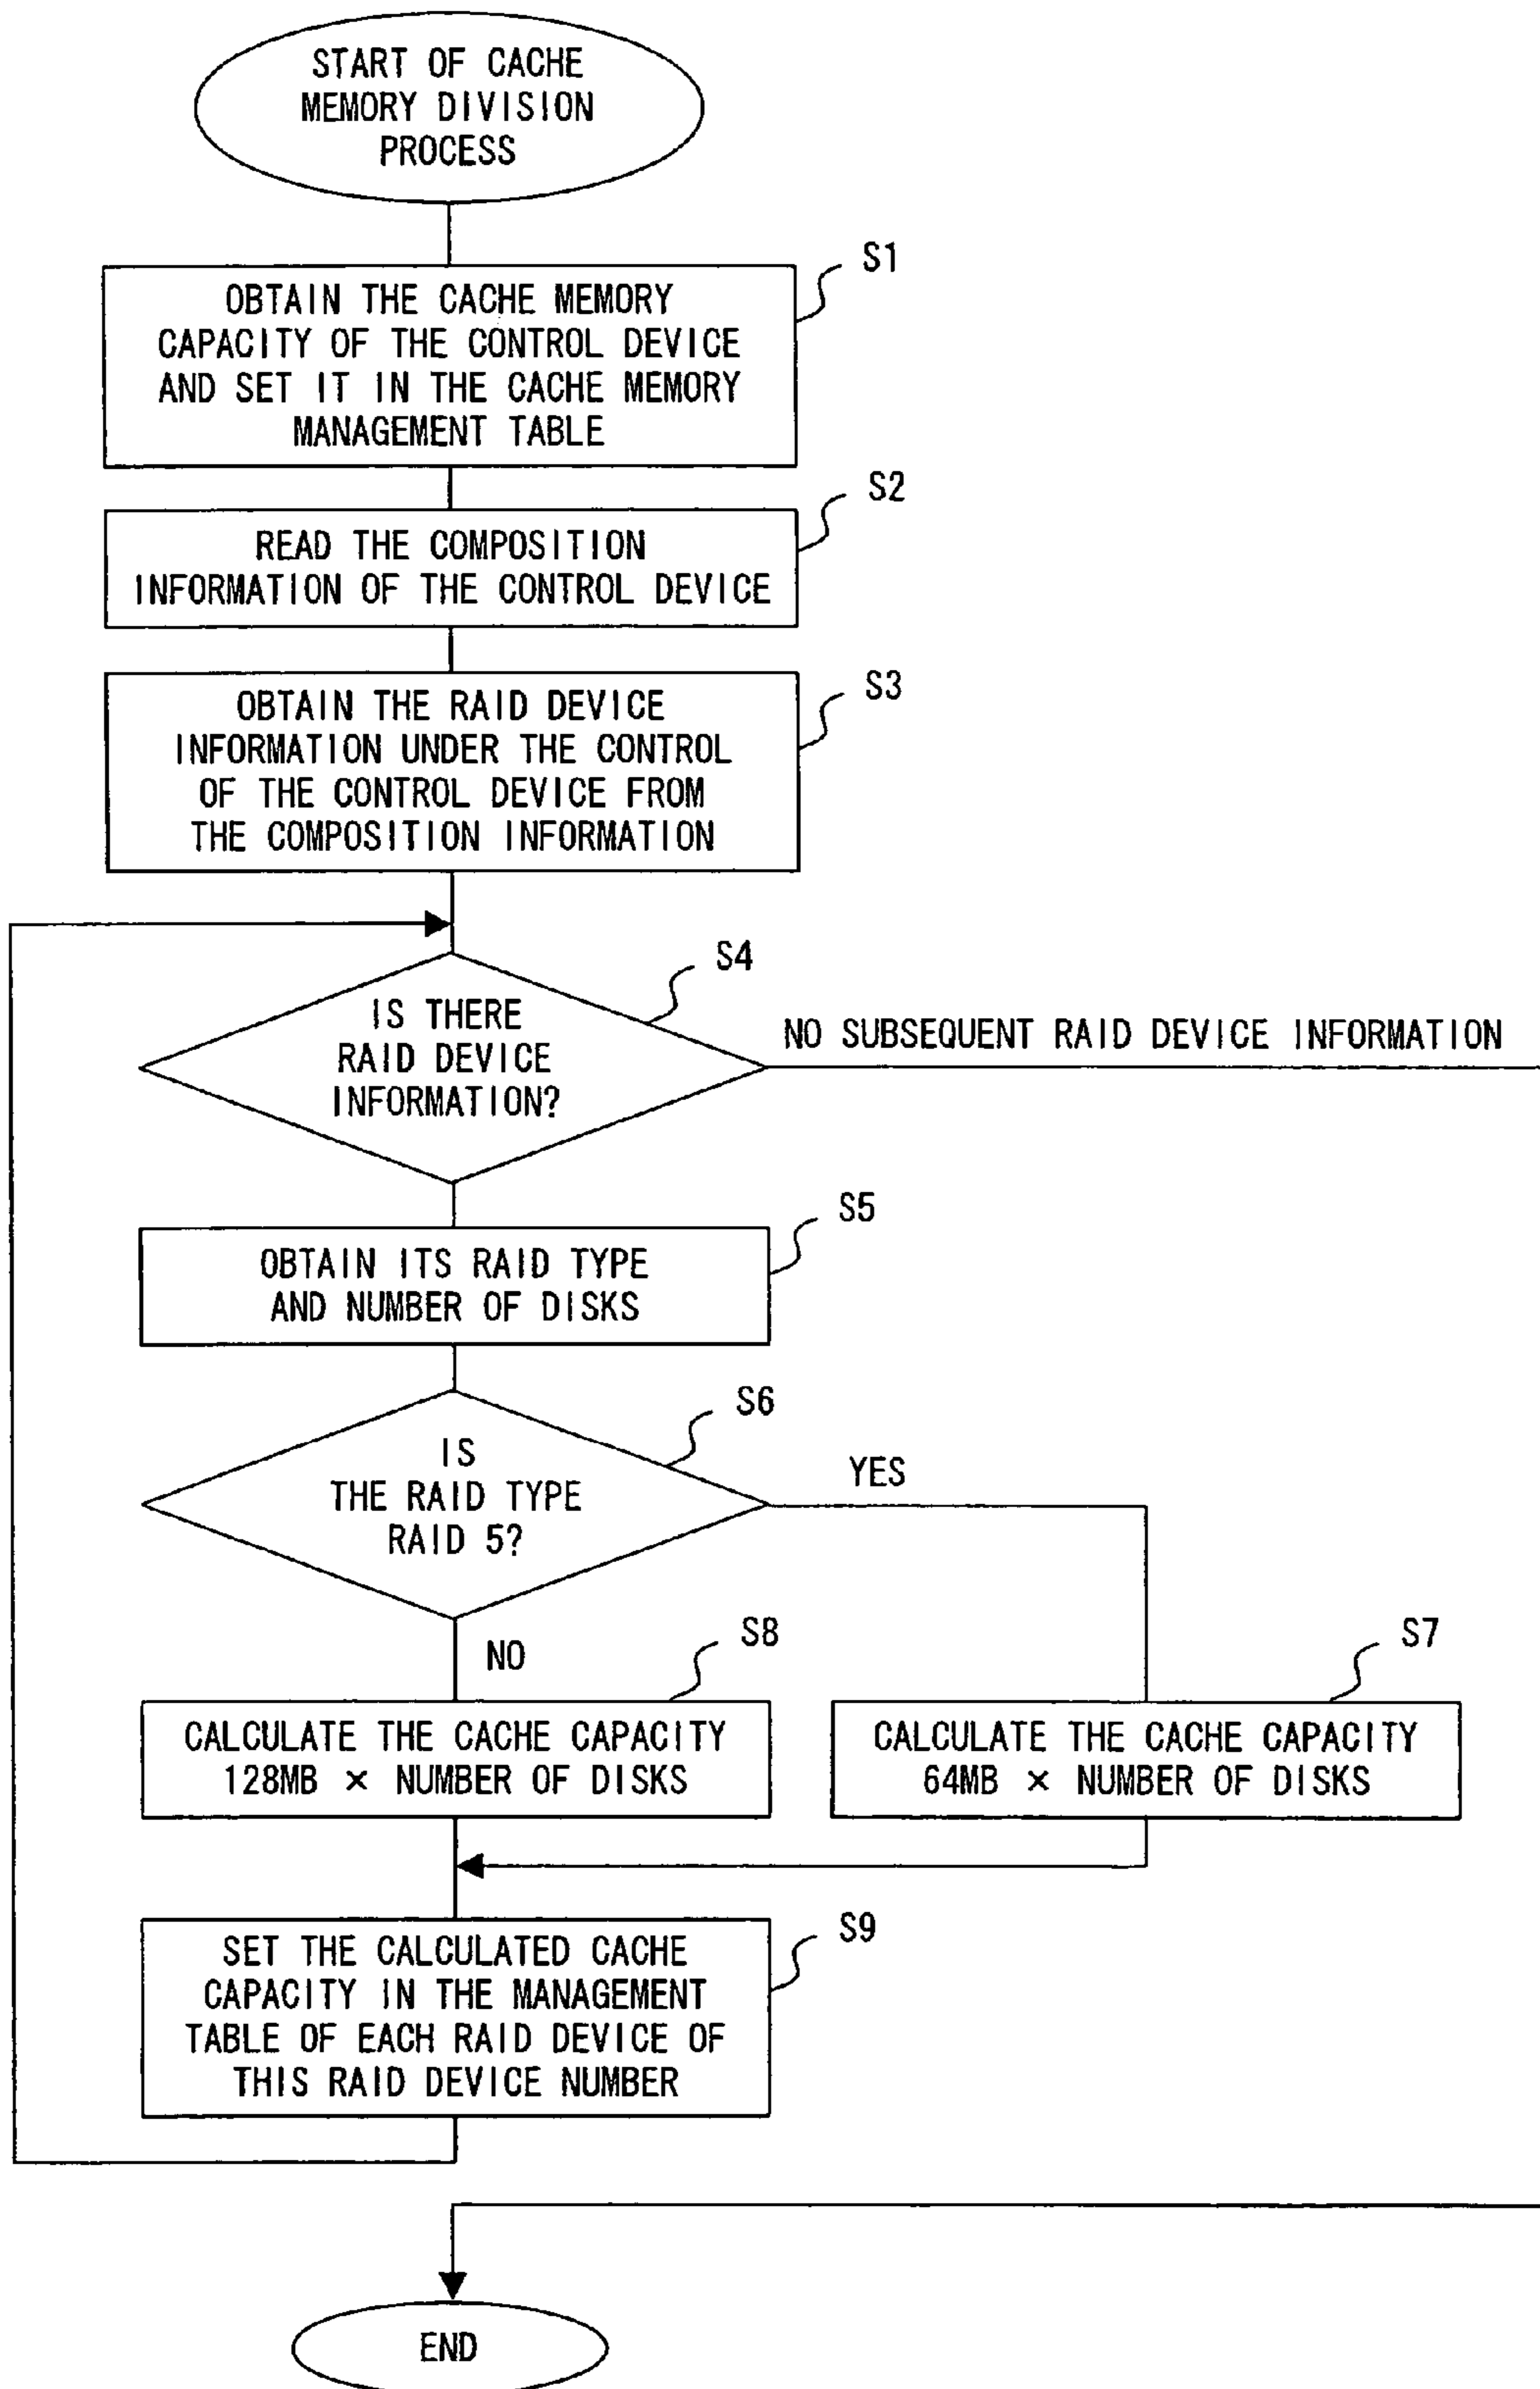 START OF CACHE
MEMORY DIVISION
PROCESS
S1
OBTAIN THE CACHE MEMORY
CAPACITY OF THE CONTROL DEVICE
AND SET IT IN THE CACHE MEMORY
MANAGEMENT TABLE
S2
READ THE COMPOSITION
INFORMATION OF THE CONTROL DEVICE
S3
OBTAIN THE RAID DEVICE
INFORMATION UNDER THE CONTROL
OF THE CONTROL DEVICE FROM
THE COMPOSITION INFORMATION
S4
IS THERE
RAID DEVICE
INFORMATION?
NO SUBSEQUENT RAID DEVICE INFORMATION
S5
OBTAIN ITS RAID TYPE
AND NUMBER OF DISKS
S6
IS
THE RAID TYPE
RAID 5?
YES
NO
S8
CALCULATE THE CACHE CAPACITY
128MB × NUMBER OF DISKS
S7
CALCULATE THE CACHE CAPACITY
64MB × NUMBER OF DISKS
S9
SET THE CALCULATED CACHE
CAPACITY IN THE MANAGEMENT
TABLE OF EACH RAID DEVICE OF
THIS RAID DEVICE NUMBER
END